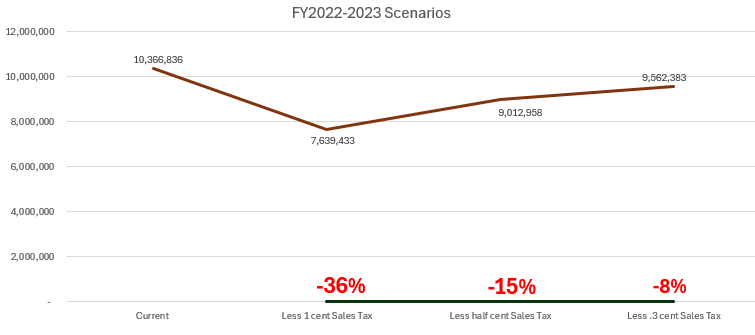 FY2022-2023 Scenarios
12,000,000
10,000,000
8,000,000
6,000,000
4,000,000
2,000,000
-
10,366,836
7,639,433
9,012,958
9,562,383
-36%
-15%
-8%
Current
Less 1 cent Sales Tax
Less half cent Sales Tax
Less .3 cent Sales Tax